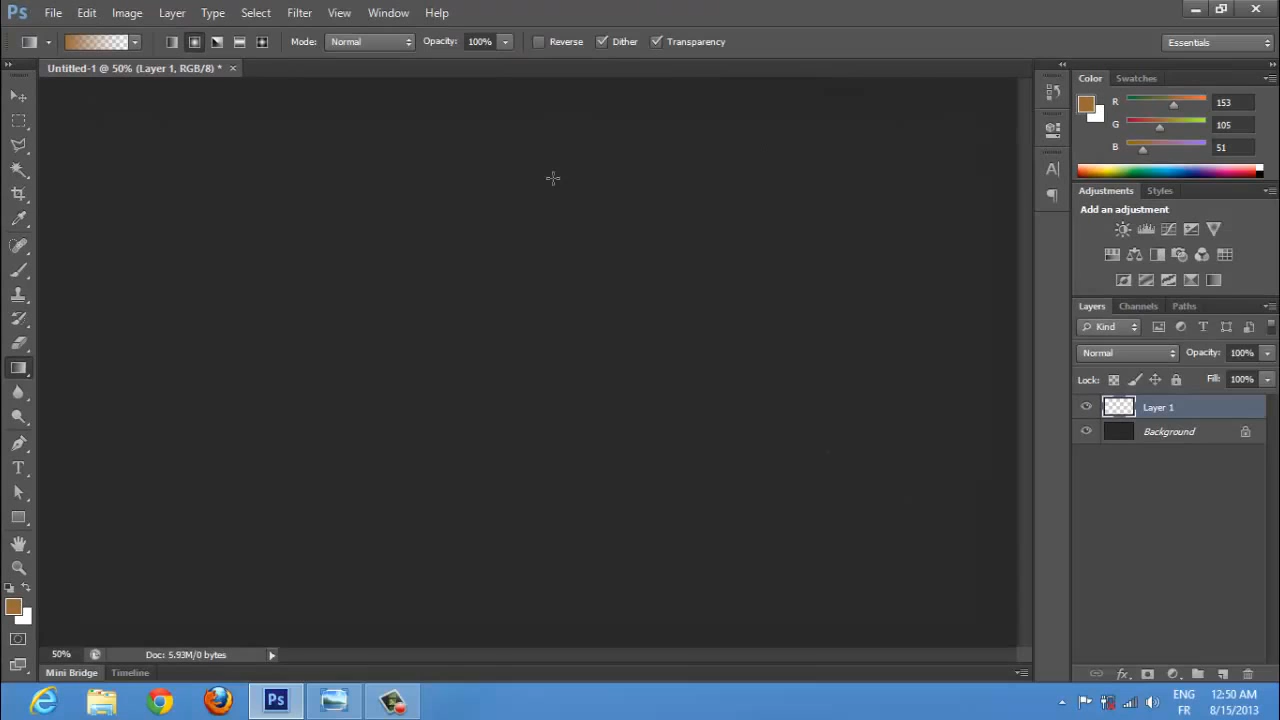 Ps File Edit Image Layer Type Select Filter View Window Help
Mode: Normal Opacity: 100% Reverse Dither Transparency Essentials
Untitled-1 @ 50% (Layer 1, RGB/8) * ×
Color Swatches
R 153
G 105
B 51
Adjustments Styles
Add an adjustment
Layers Channels Paths
Kind
Normal Opacity: 100%
Lock: Fill: 100%
Layer 1
Background
50% Doc: 5.93M/0 bytes
Mini Bridge Timeline
Ps
ENG 12:50 AM
FR 8/15/2013